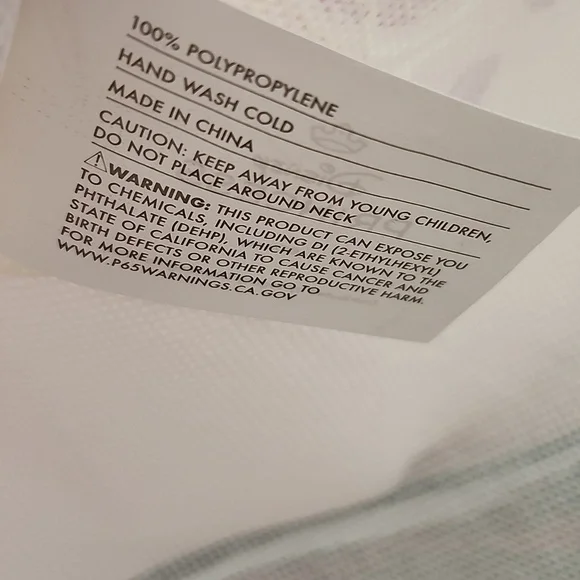 100% POLYPROPYLENE
HAND WASH COLD
MADE IN CHINA
CAUTION: KEEP AWAY FROM YOUNG CHILDREN,
DO NOT PLACE AROUND NECK
⚠WARNING: THIS PRODUCT CAN EXPOSE YOU
TO CHEMICALS, INCLUDING DI (2-ETHYLHEXYL)
PHTHALATE (DEHP), WHICH ARE KNOWN TO THE
STATE OF CALIFORNIA TO CAUSE CANCER AND
BIRTH DEFECTS OR OTHER REPRODUCTIVE HARM.
FOR MORE INFORMATION GO TO
WWW.P65WARNINGS.CA.GOV